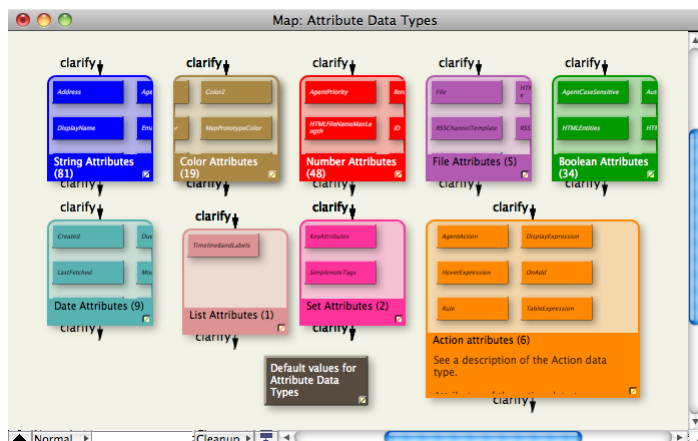 Map: Attribute Data Types
clarify clarify clarify clarify clarify
Address
DisplayName
String Attributes
(81)
Color2
MapPrototypeColor
Color Attributes
(19)
AgentPriority
HTMLFileNameMaxLe
ngth
ID
Number Attributes
(48)
File
RSSChannelTemplate
RSS
File Attributes (5)
AgentCaseSensitive
HTMLEntities
Boolean Attributes
(34)
clarify clarify clarify clarify clarify
clarify clarify clarify clarify
Created
LastFetched
Date Attributes (9)
TimelineBandLabels
List Attributes (1)
KeyAttributes
SimplenoteTags
Set Attributes (2)
AgentAction DisplayExpression
HoverExpression OnAdd
Rule TableExpression
Action attributes (6)
See a description of the Action data
type.
clarify clarify clarify clarify
Default values for
Attribute Data
Types
Normal Cleanup